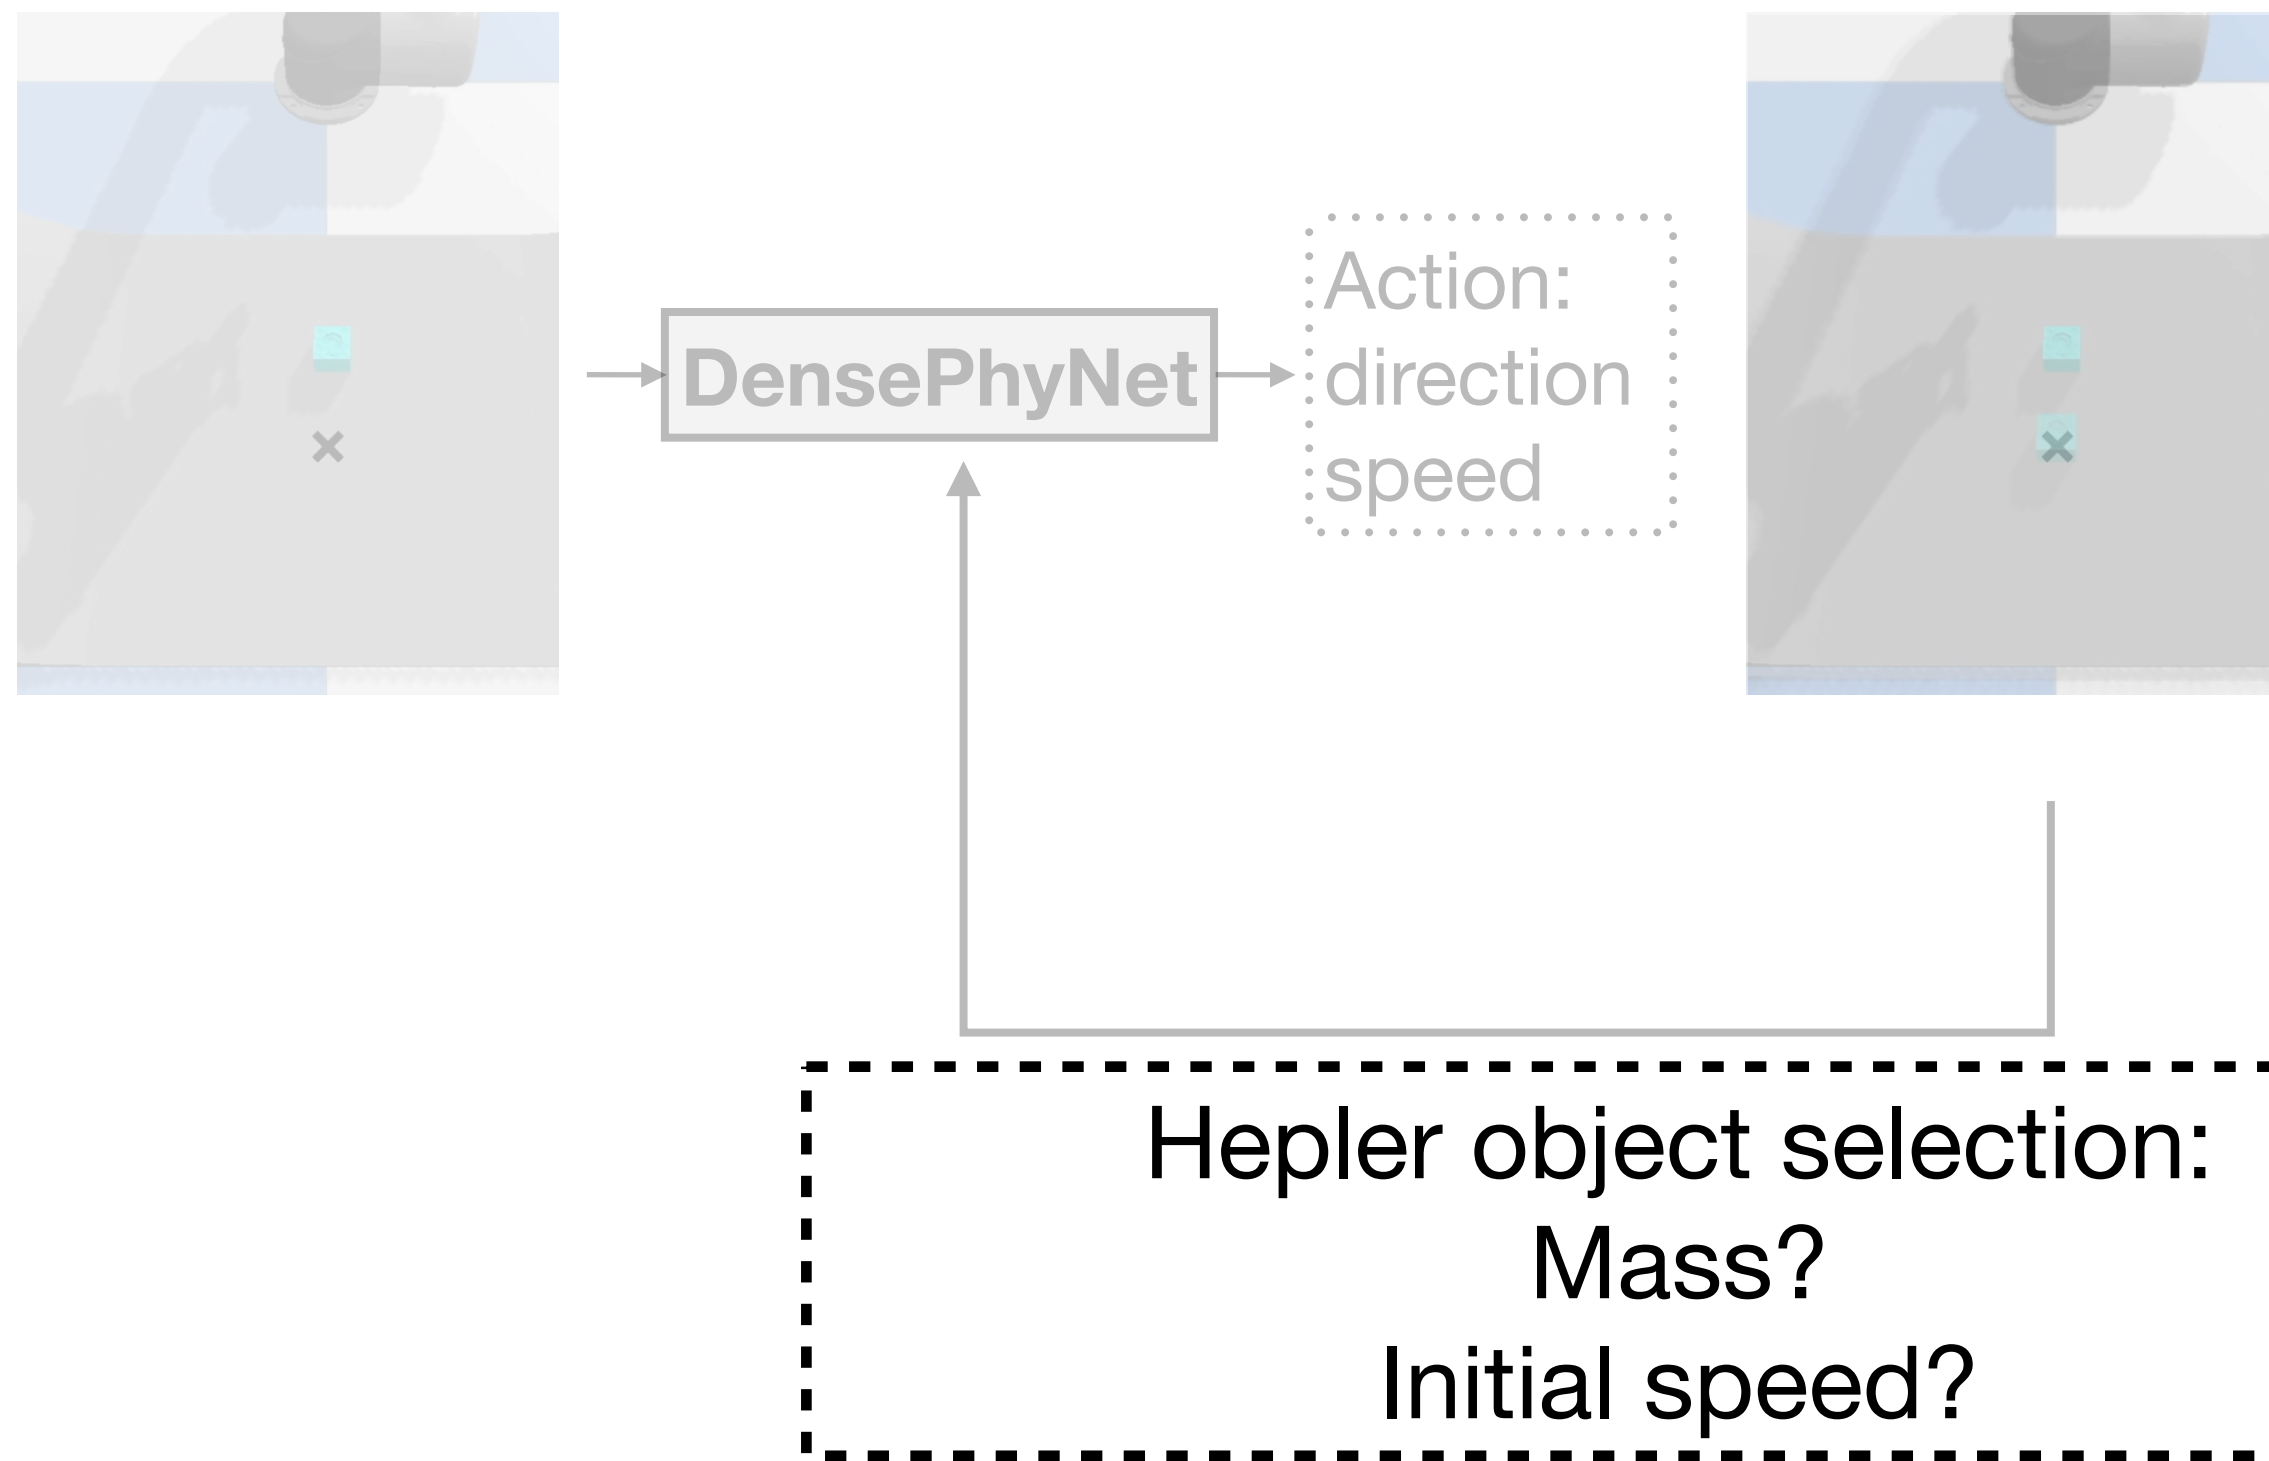 DensePhyNet
Action:
direction
speed
Hepler object selection:
Mass?
Initial speed?